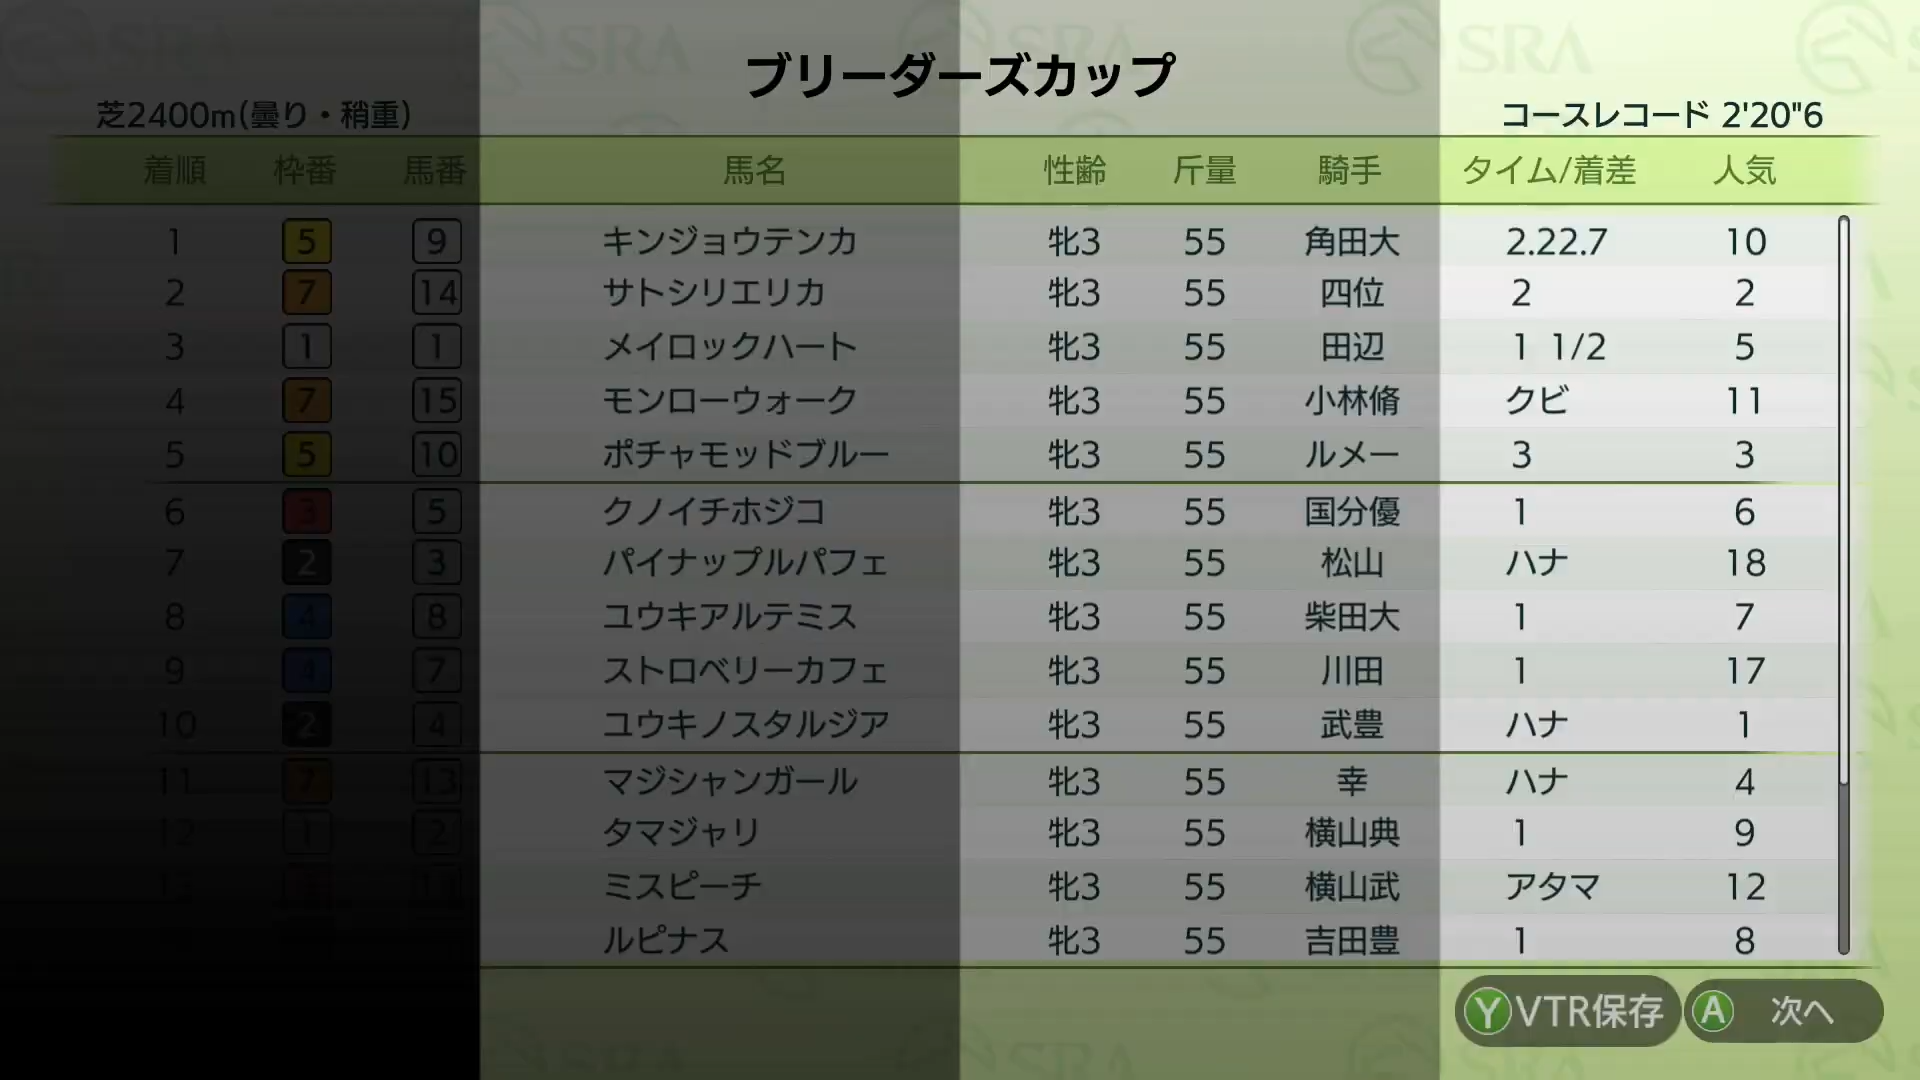 ブリーダーズカップ
芝2400m(曇り・稍重) コースレコード 2'20"6
着順 枠番 馬番 馬名 性齢 斤量 騎手 タイム/着差 人気
1 5 9 キンジョウテンカ 牝3 55 角田大 2.22.7 10
2 7 14 サトシリエリカ 牝3 55 四位 2 2
3 1 1 メイロックハート 牝3 55 田辺 1 1/2 5
4 7 15 モンローウォーク 牝3 55 小林脩 クビ 11
5 5 10 ポチャモッドブルー 牝3 55 ルメール 3 3
6 3 5 クノイチホジコ 牝3 55 国分優 1 6
7 2 3 パイナップルパフェ 牝3 55 松山 ハナ 18
8 4 8 ユウキアルテミス 牝3 55 柴田大 1 7
9 4 7 ストロベリーカフェ 牝3 55 川田 1 17
10 2 4 ユウキノスタルジア 牝3 55 武豊 ハナ 1
11 7 13 マジシャンガール 牝3 55 幸 ハナ 4
12 1 2 タマジャリ 牝3 55 横山典 1 9
ミスピーチ 牝3 55 横山武 アタマ 12
ルピナス 牝3 55 吉田豊 1 8
Y VTR保存 A 次へ
SRA